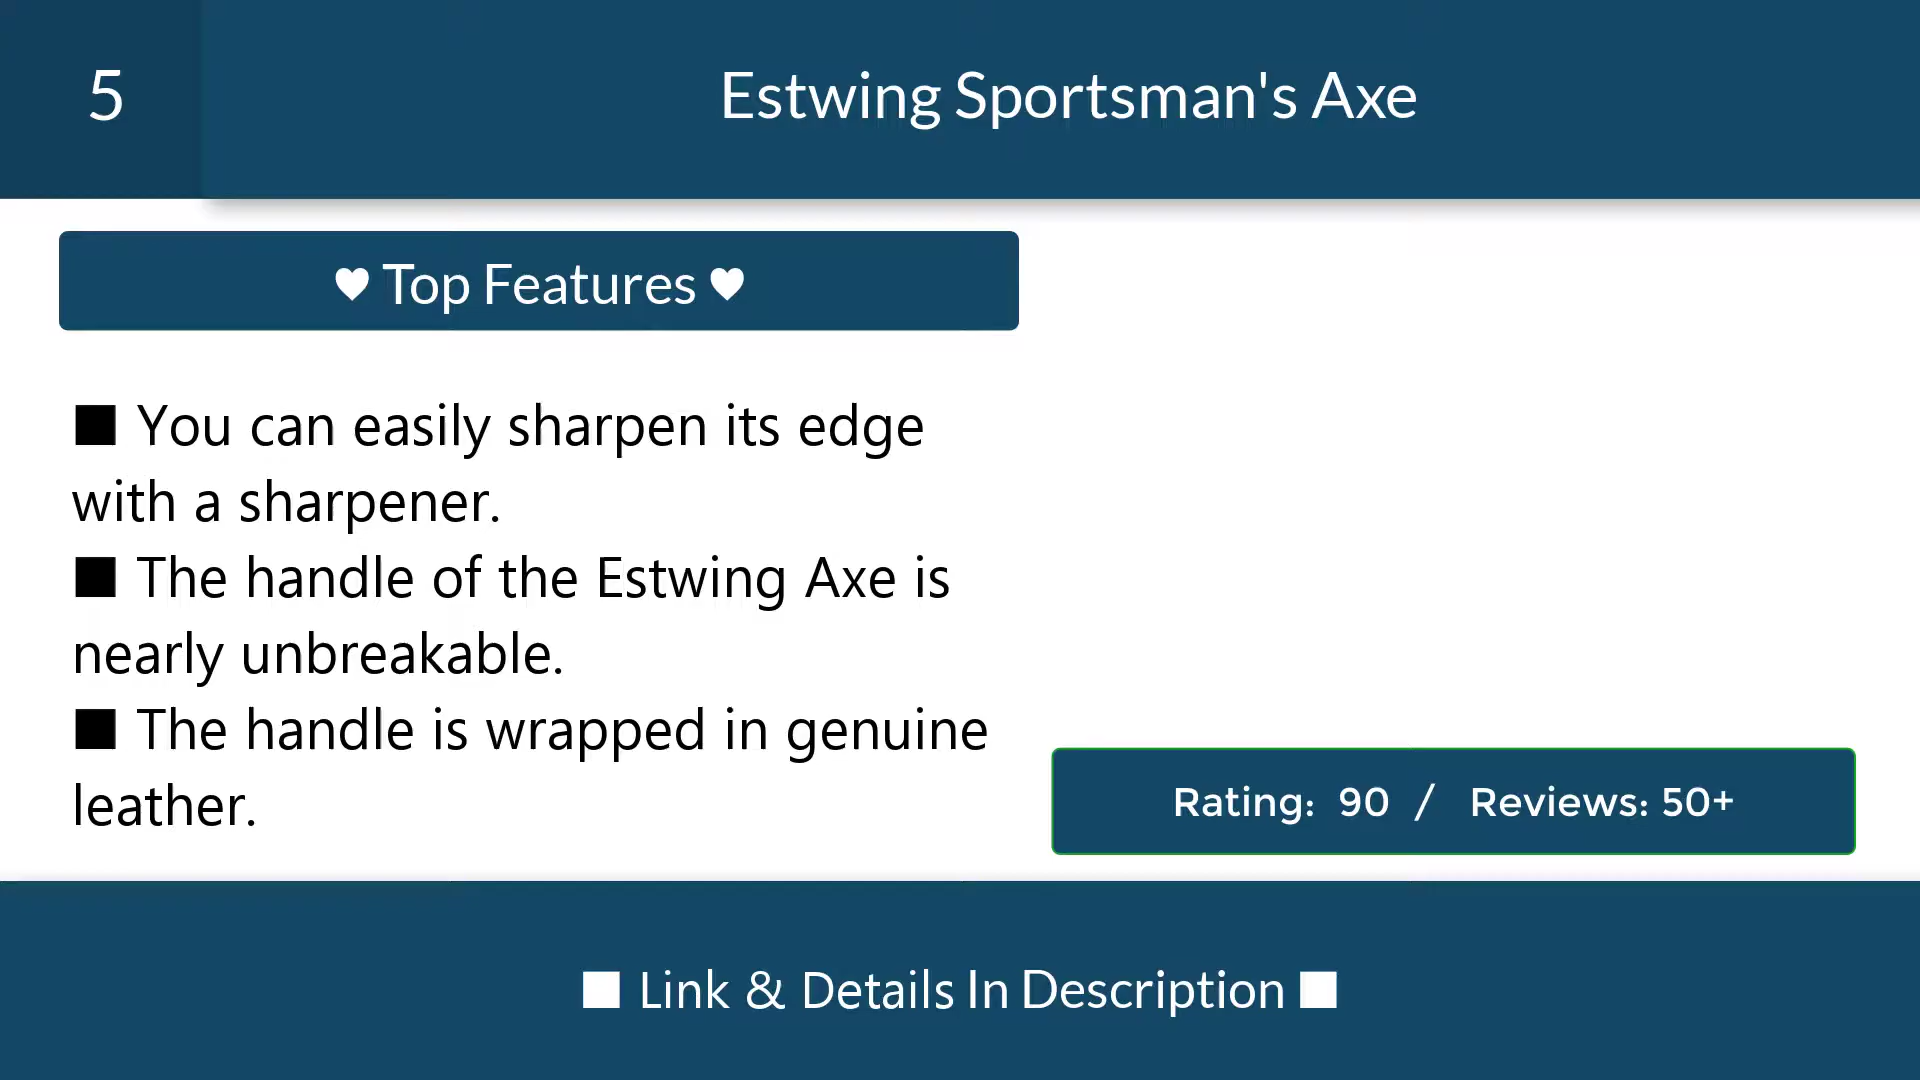 5
Estwing Sportsman's Axe
♥ Top Features ♥
■ You can easily sharpen its edge
with a sharpener.
■ The handle of the Estwing Axe is
nearly unbreakable.
■ The handle is wrapped in genuine
leather.
Rating: 90 / Reviews: 50+
■ Link & Details In Description ■